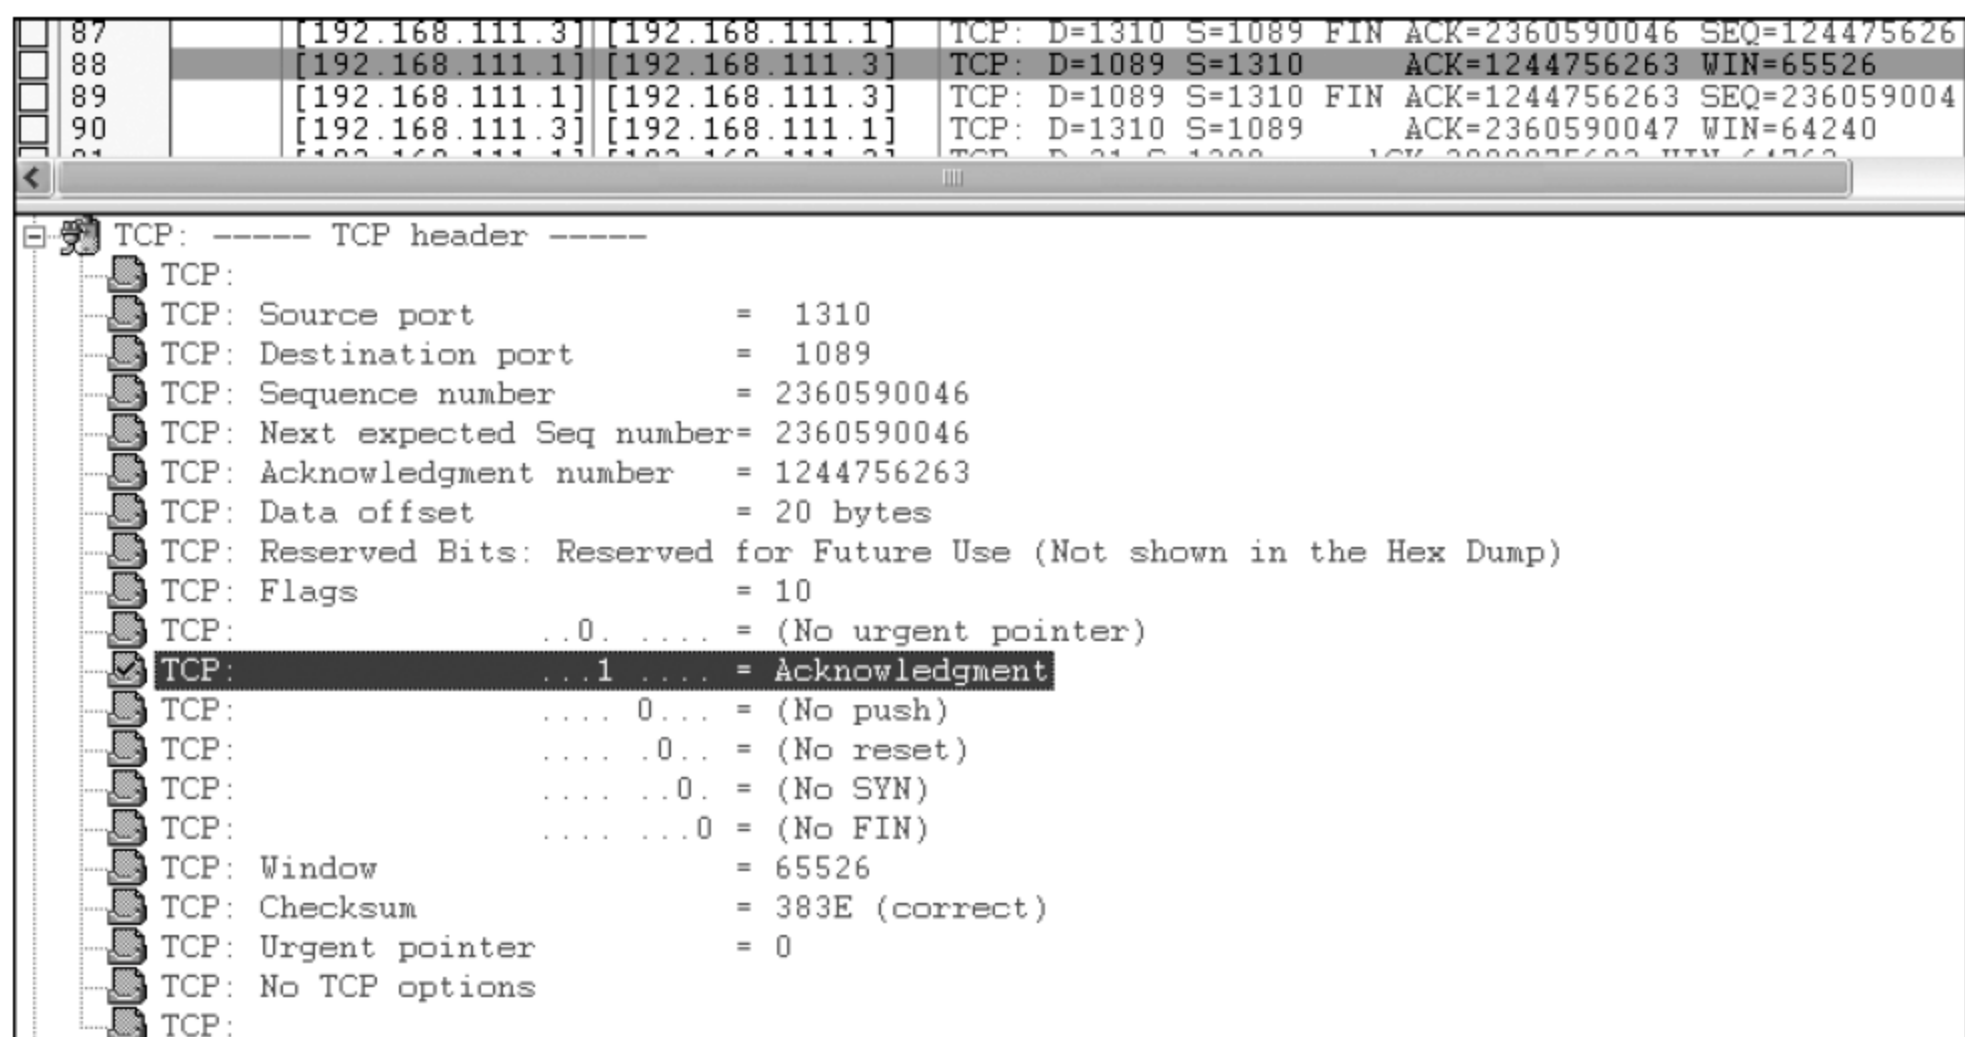 87 [192.168.111.3] [192.168.111.1] TCP: D=1310 S=1089 FIN ACK=2360590046 SEQ=124475626
88 [192.168.111.1] [192.168.111.3] TCP: D=1089 S=1310 ACK=1244756263 WIN=65526
89 [192.168.111.1] [192.168.111.3] TCP: D=1089 S=1310 FIN ACK=1244756263 SEQ=236059004
90 [192.168.111.3] [192.168.111.1] TCP: D=1310 S=1089 ACK=2360590047 WIN=64240
TCP: ----- TCP header -----
TCP:
TCP: Source port = 1310
TCP: Destination port = 1089
TCP: Sequence number = 2360590046
TCP: Next expected Seq number= 2360590046
TCP: Acknowledgment number = 1244756263
TCP: Data offset = 20 bytes
TCP: Reserved Bits: Reserved for Future Use (Not shown in the Hex Dump)
TCP: Flags = 10
TCP: ..0. .... = (No urgent pointer)
TCP: ...1 .... = Acknowledgment
TCP: .... 0... = (No push)
TCP: .... .0.. = (No reset)
TCP: .... ..0. = (No SYN)
TCP: .... ...0 = (No FIN)
TCP: Window = 65526
TCP: Checksum = 383E (correct)
TCP: Urgent pointer = 0
TCP: No TCP options
TCP: